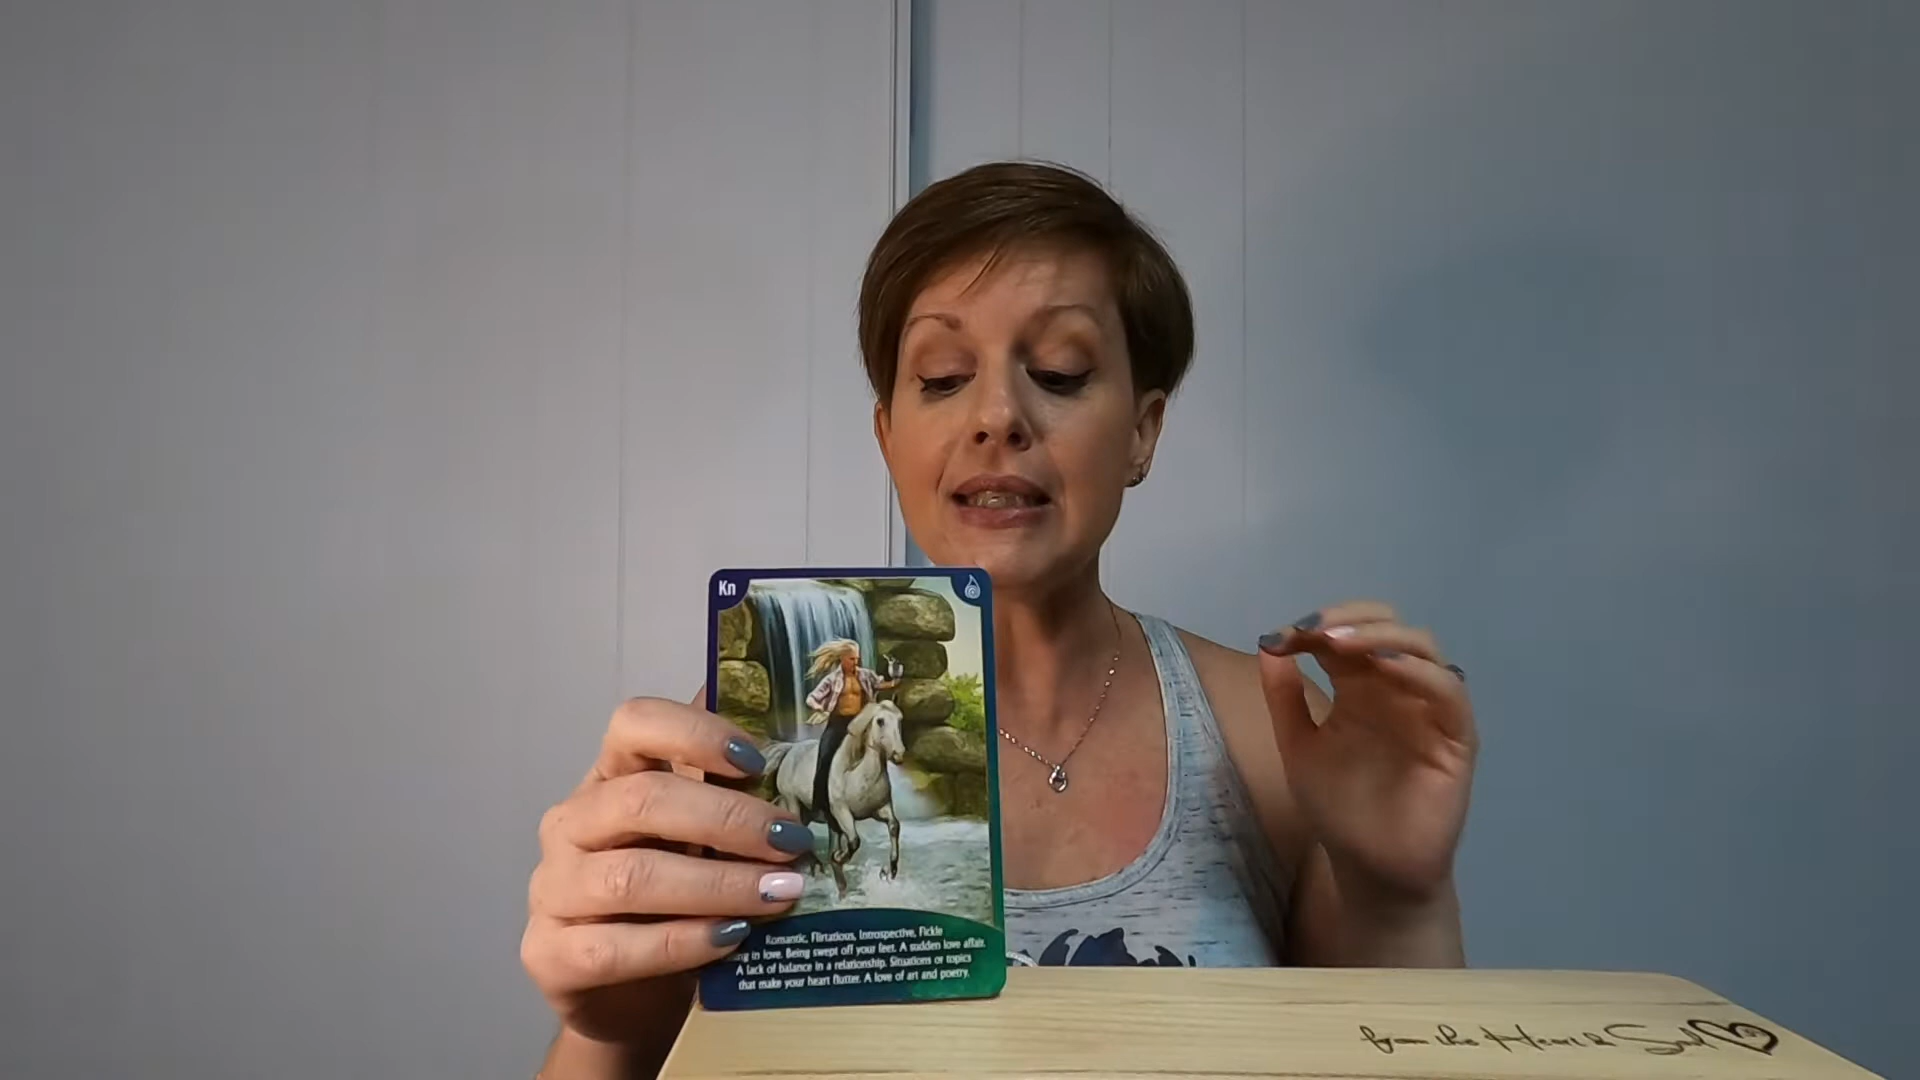 Kn
Romantic, Flirtatious, Introspective, Fickle
in love. Being swept off your feet. A sudden love affair.
A lack of balance in a relationship. Situations or topics
that make your heart flutter. A love of art and poetry.
from the Heart & Soul